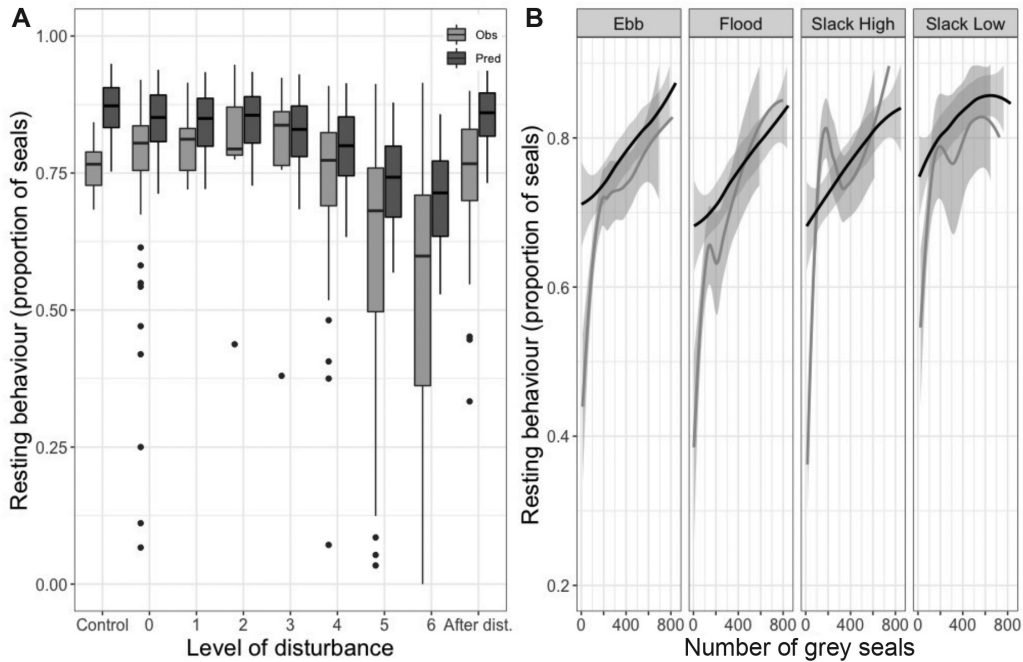 A
Resting behaviour (proportion of seals)
1.00
0.75
0.50
0.25
0.00
Obs
Pred
Control 0 1 2 3 4 5 6 After dist.
Level of disturbance
B
Resting behaviour (proportion of seals)
Ebb Flood Slack High Slack Low
0.8
0.6
0.4
0.2
0 400 800 0 400 800 0 400 800 0 400 800
Number of grey seals